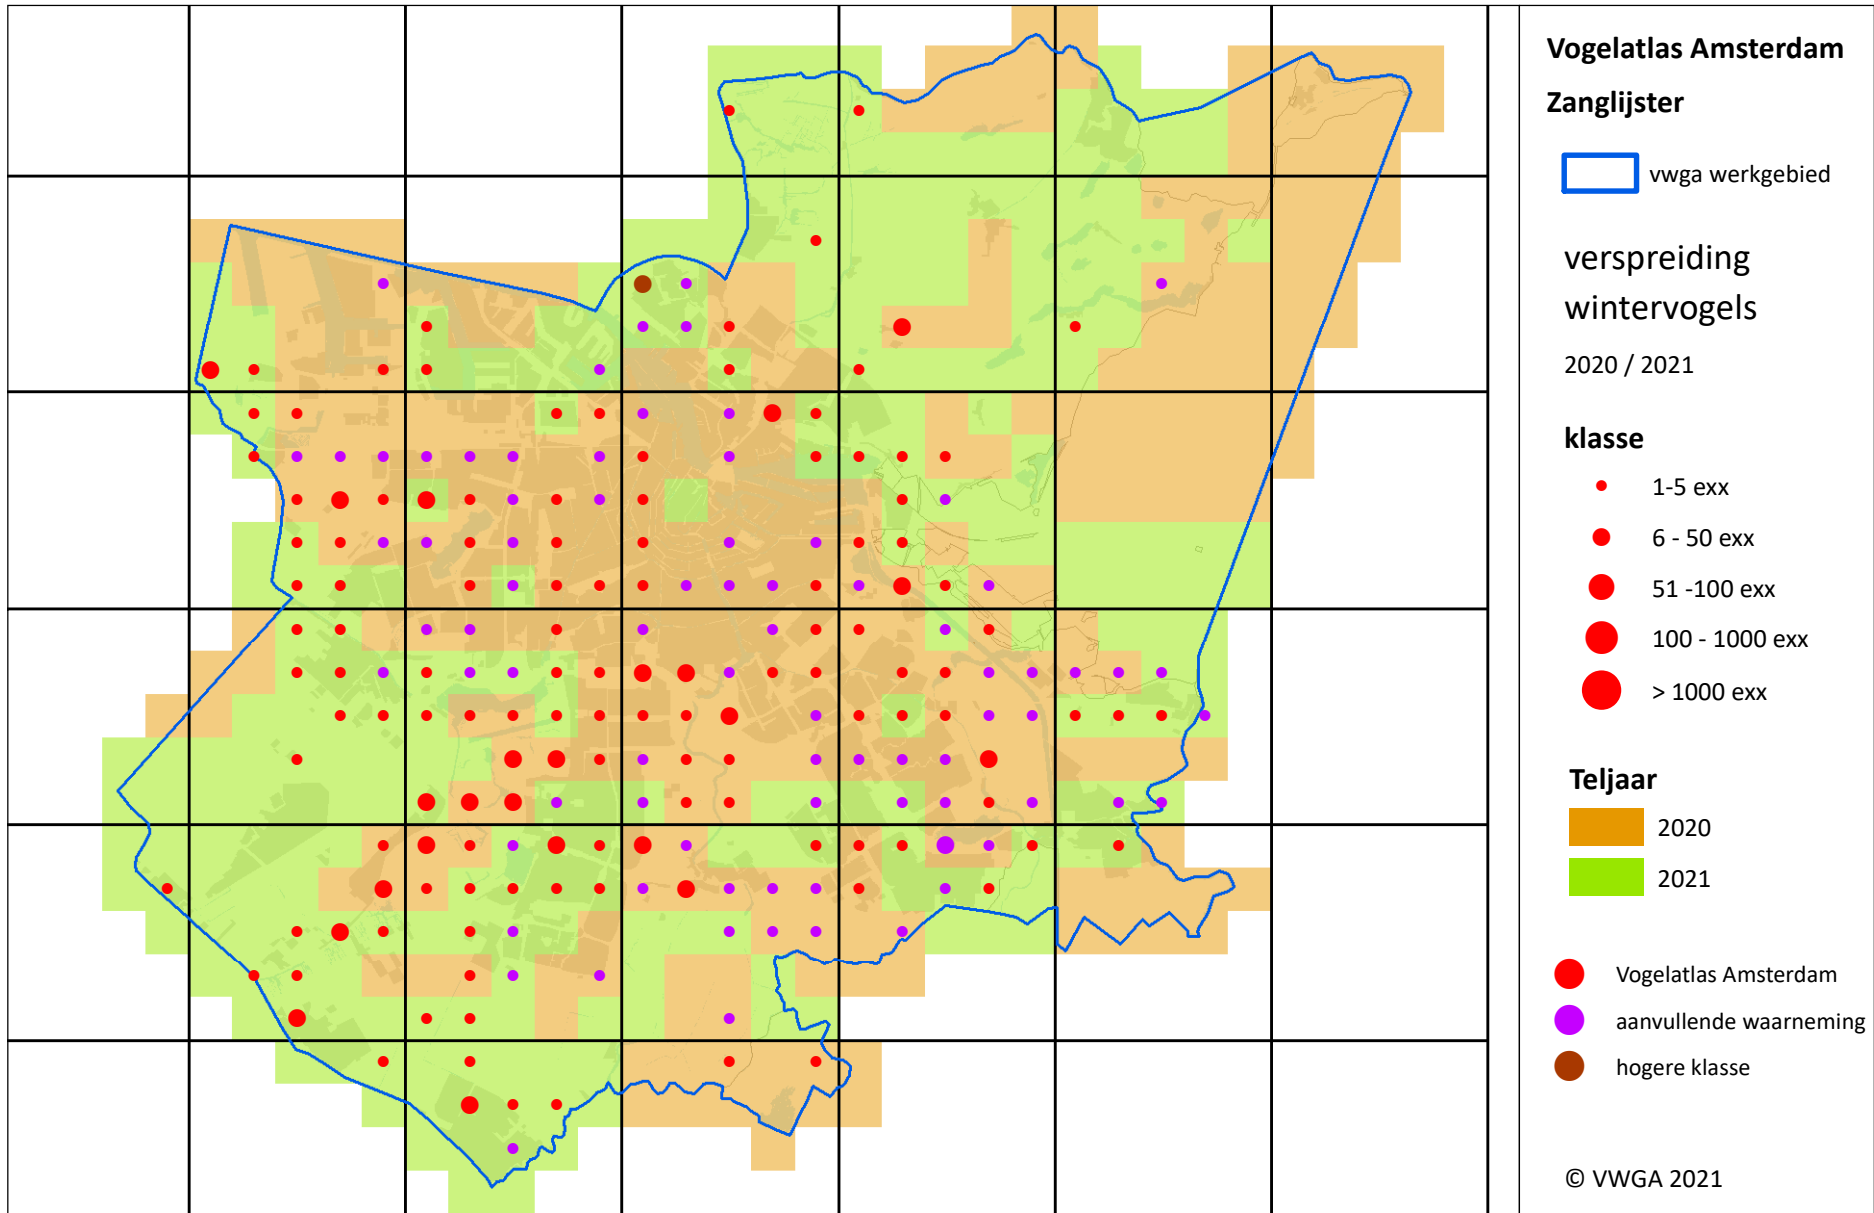 Vogelatlas Amsterdam
Zanglijster
vwga werkgebied
verspreiding
wintervogels
2020 / 2021
klasse
1-5 exx
6 - 50 exx
51 -100 exx
100 - 1000 exx
> 1000 exx
Teljaar
2020
2021
Vogelatlas Amsterdam
aanvullende waarneming
hogere klasse
© VWGA 2021